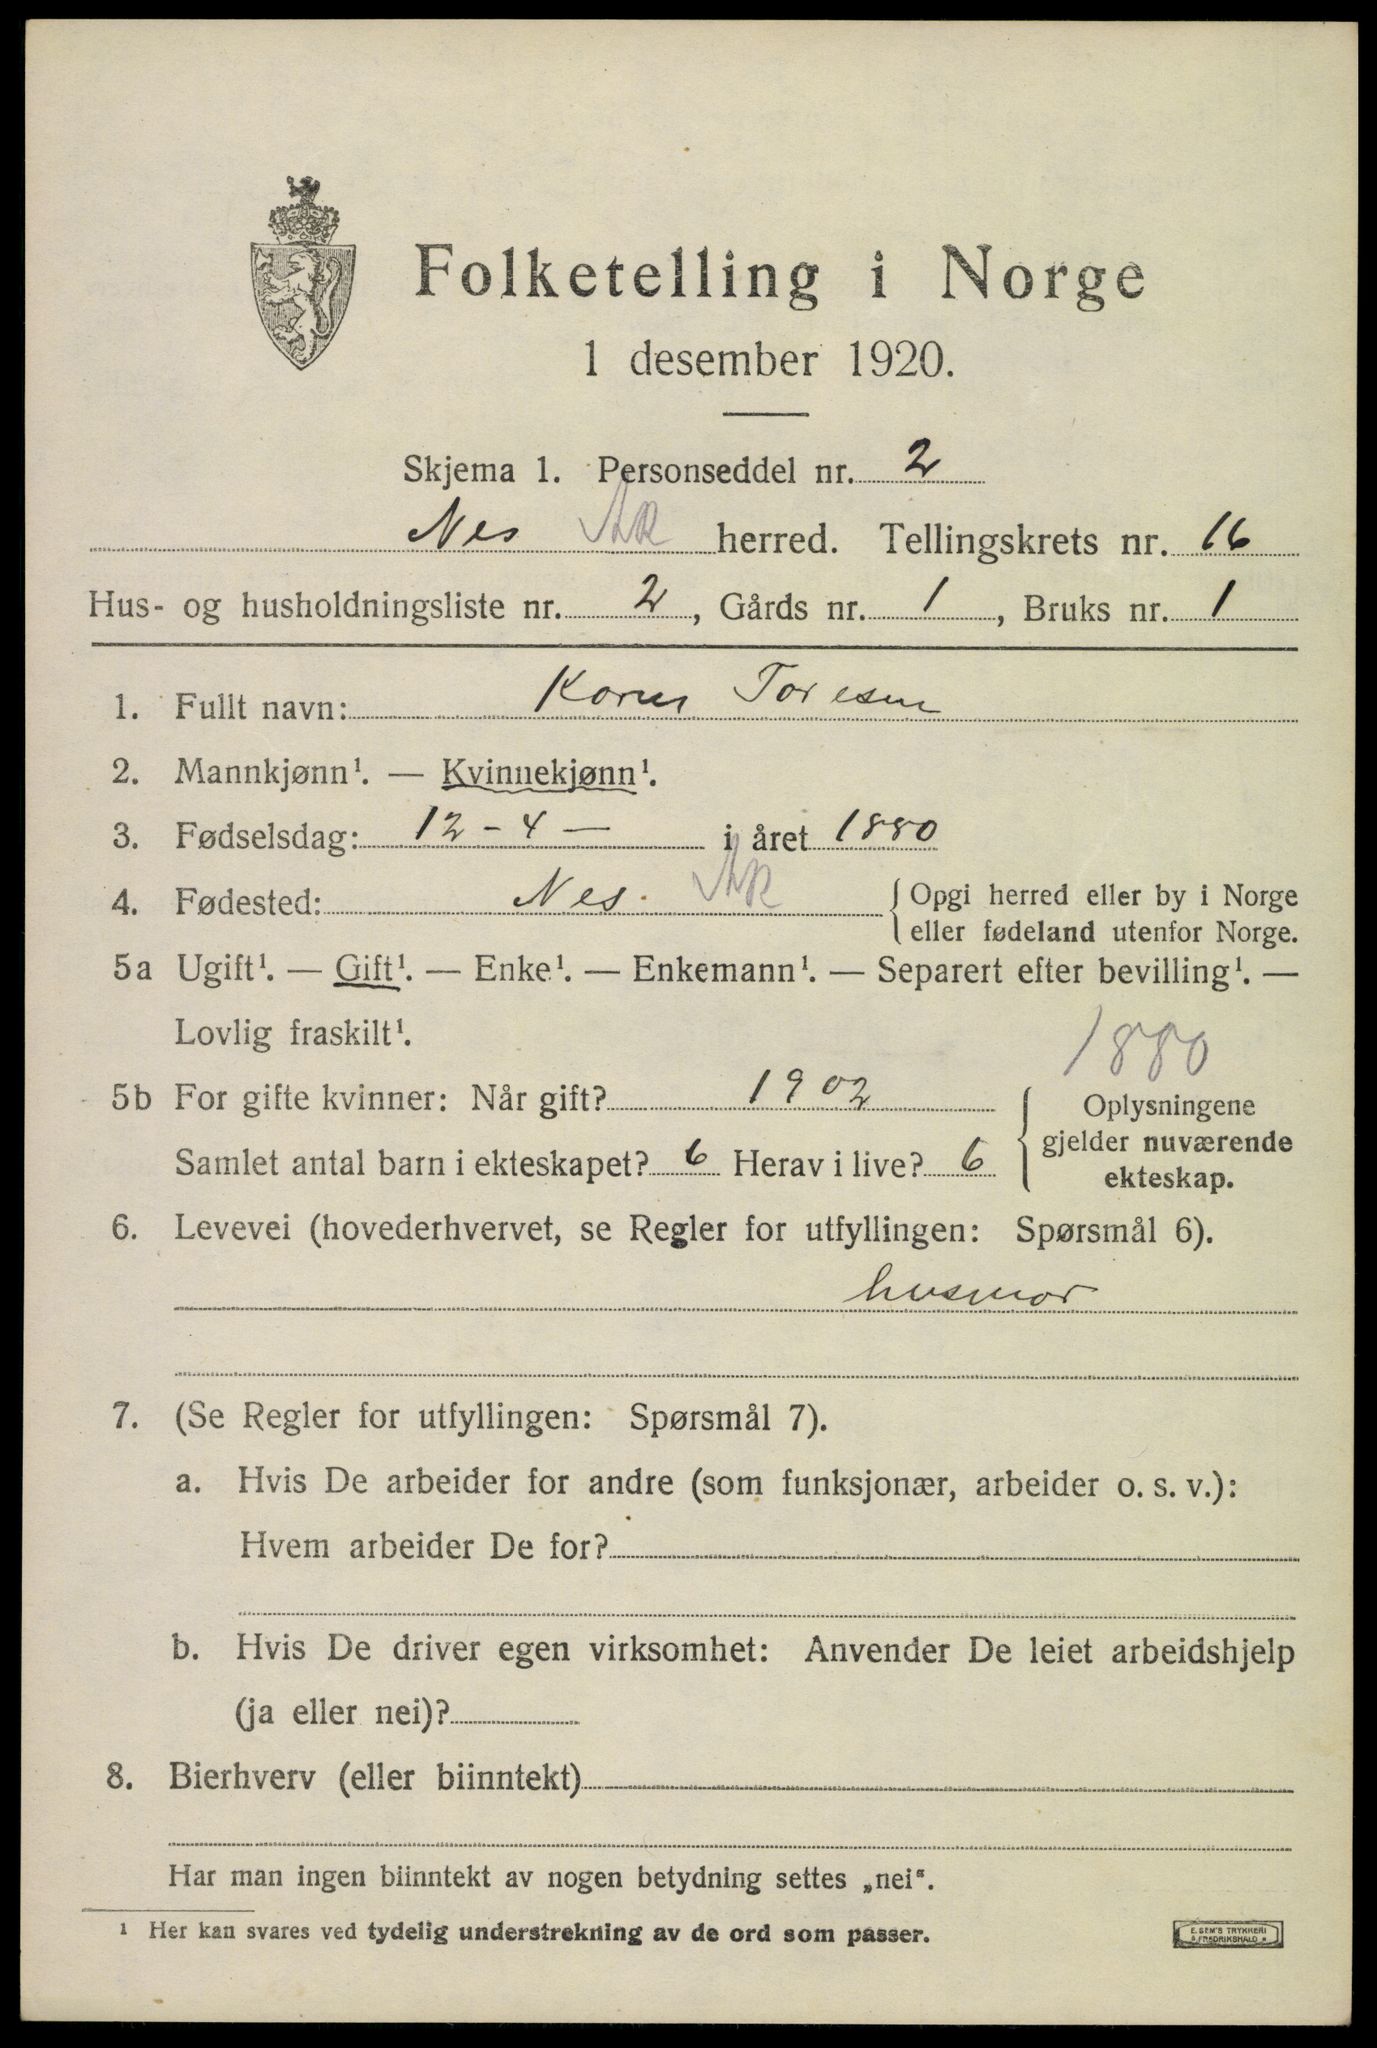 Folketelling i Norge
1 desember 1920.
Skjema 1. Personseddel nr. 2
Nes AK herred. Tellingskrets nr. 16
Hus- og husholdningsliste nr. 2, Gårds nr. 1, Bruks nr. 1
1. Fullt navn: Karen Toresen
2. Mannkjønn¹. — Kvinnekjønn¹.
3. Fødselsdag: 12-4- i året 1880
4. Fødested: Nes. AK { Opgi herred eller by i Norge
eller fødeland utenfor Norge.
5a Ugift¹. — Gift¹. — Enke¹. — Enkemann¹. — Separert efter bevilling¹. —
Lovlig fraskilt¹.
1880
5b For gifte kvinner: Når gift? 1902
Samlet antal barn i ekteskapet? 6 Herav i live? 6
{ Oplysningene
gjelder nuværende
ekteskap.
6. Levevei (hovederhvervet, se Regler for utfyllingen: Spørsmål 6).
husmor
7. (Se Regler for utfyllingen: Spørsmål 7).
a. Hvis De arbeider for andre (som funksjonær, arbeider o. s. v.):
Hvem arbeider De for?
b. Hvis De driver egen virksomhet: Anvender De leiet arbeidshjelp
(ja eller nei)?
8. Bierhverv (eller biinntekt)
Har man ingen biinntekt av nogen betydning settes „nei“.
¹ Her kan svares ved tydelig understrekning av de ord som passer.
E. SEM'S TRYKKERI
FREDRIKSHALD